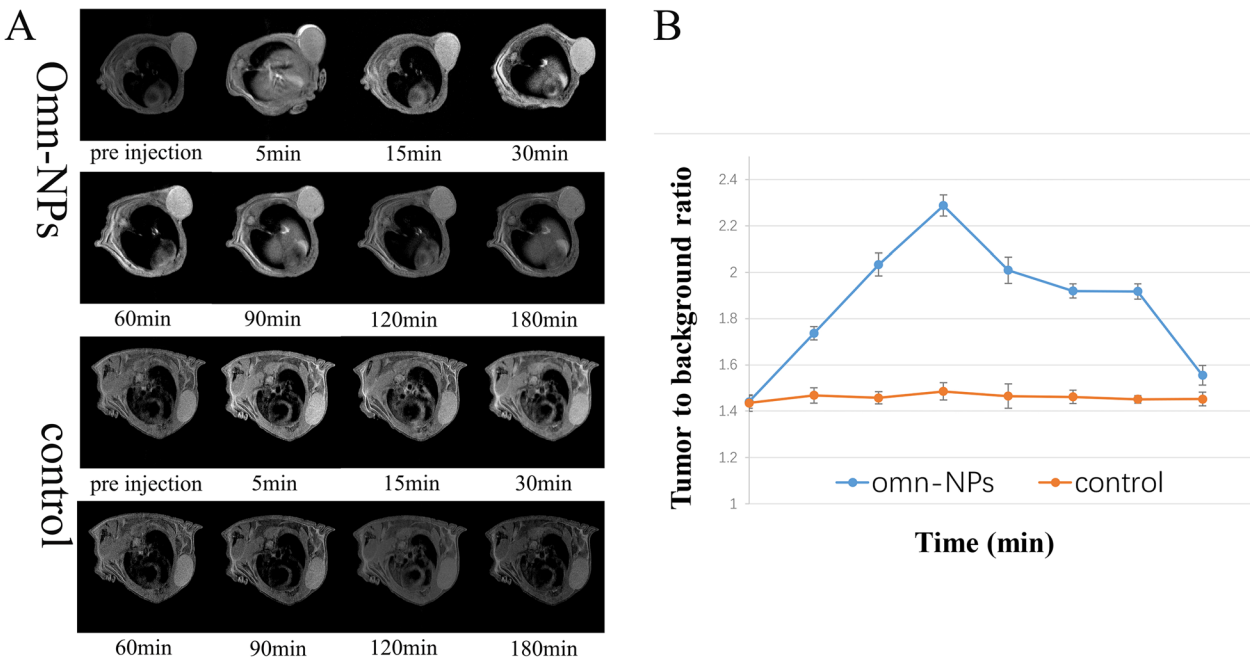 A
Omn-NPs
pre injection 5min 15min 30min
60min 90min 120min 180min
control
pre injection 5min 15min 30min
60min 90min 120min 180min
B
Tumor to background ratio
2.4
2.2
2
1.8
1.6
1.4
1.2
1
omn-NPs control
Time (min)